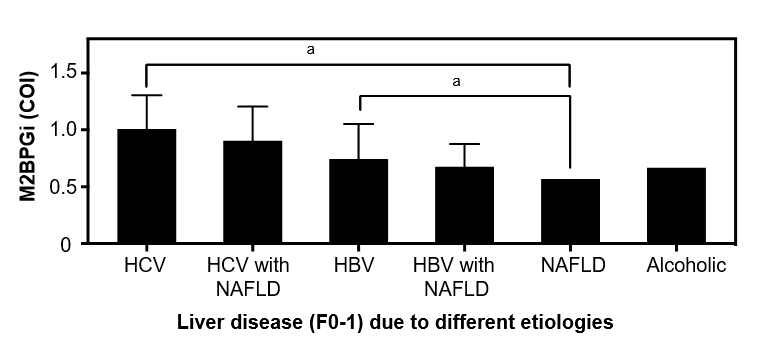 a
1.5
a
1.0
0.5
0
M2BPGi (COI)
HCV
HCV with
NAFLD
HBV
HBV with
NAFLD
NAFLD
Alcoholic
Liver disease (F0-1) due to different etiologies